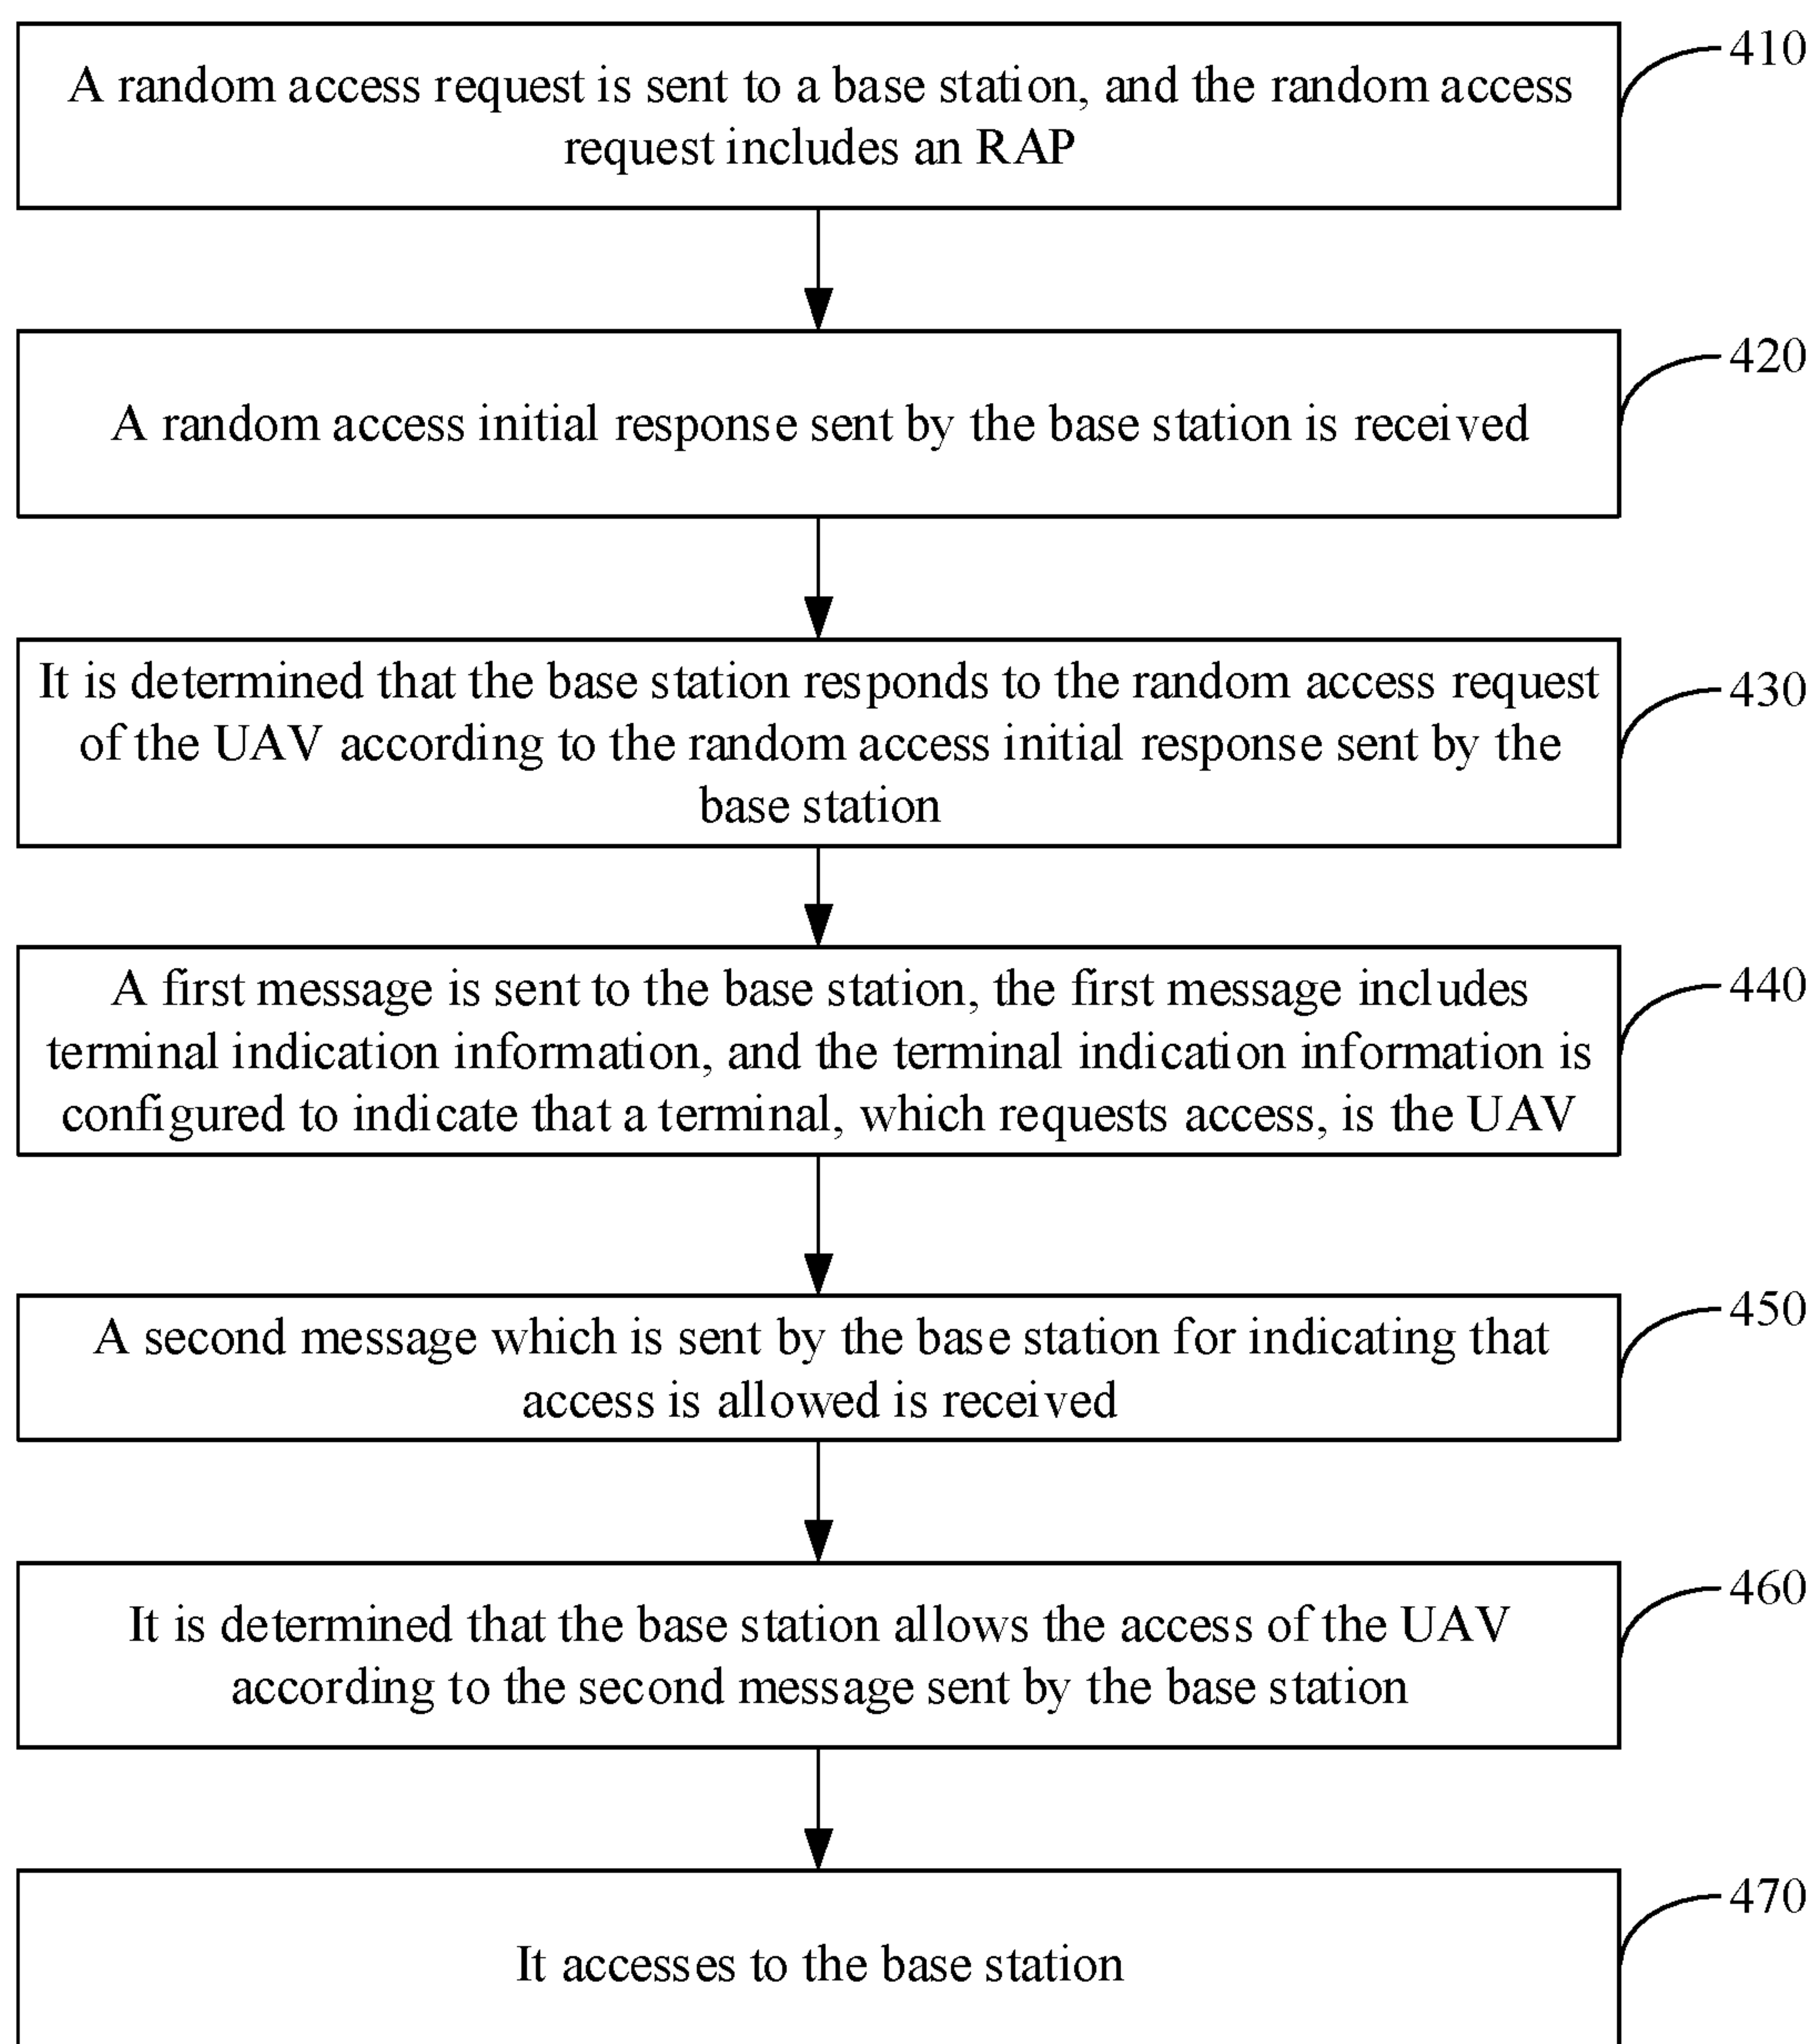 A random access request is sent to a base station, and the random access
request includes an RAP
410
A random access initial response sent by the base station is received
420
It is determined that the base station responds to the random access request
of the UAV according to the random access initial response sent by the
base station
430
A first message is sent to the base station, the first message includes
terminal indication information, and the terminal indication information is
configured to indicate that a terminal, which requests access, is the UAV
440
A second message which is sent by the base station for indicating that
access is allowed is received
450
It is determined that the base station allows the access of the UAV
according to the second message sent by the base station
460
It accesses to the base station
470